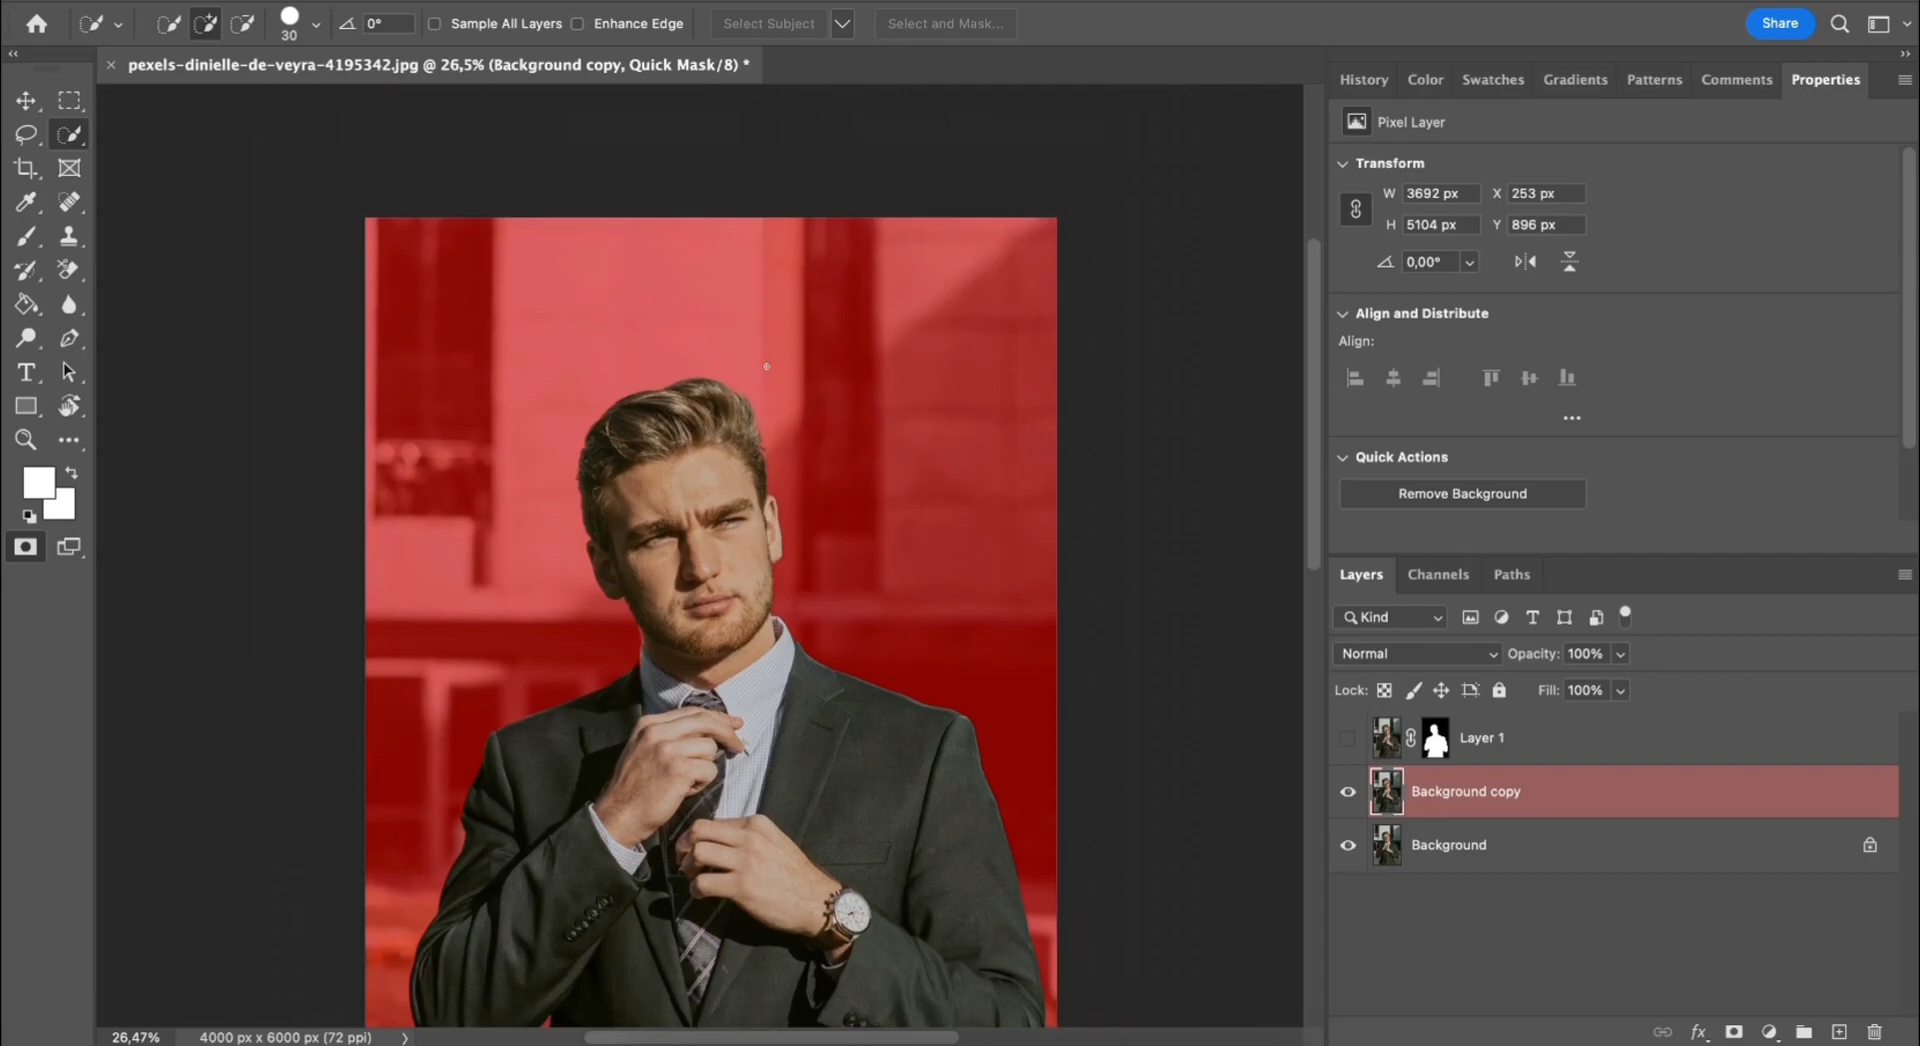 30
0°
Sample All Layers
Enhance Edge
Select Subject
Select and Mask...
Share
pexels-dinielle-de-veyra-4195342.jpg @ 26,5% (Background copy, Quick Mask/8) *
History
Color
Swatches
Gradients
Patterns
Comments
Properties
Pixel Layer
Transform
W 3692 px X 253 px
H 5104 px Y 896 px
0,00°
Align and Distribute
Align:
Quick Actions
Remove Background
Layers
Channels
Paths
Kind
Normal
Opacity: 100%
Lock:
Fill: 100%
Layer 1
Background copy
Background
26,47%
4000 px x 6000 px (72 ppi)
fx